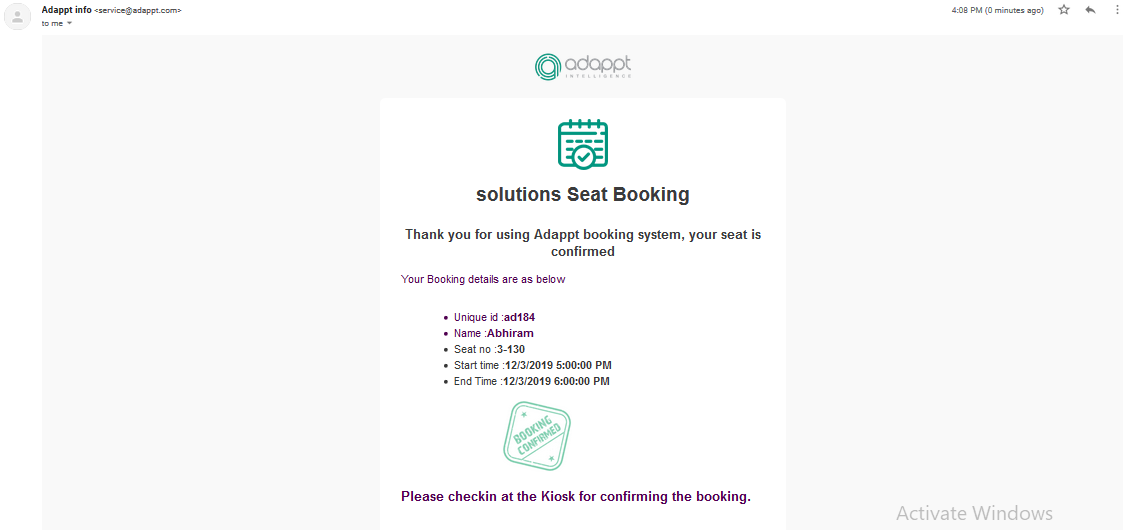 Adappt info <service@adappt.com>
4:08 PM (0 minutes ago)
to me
adappt
INTELLIGENCE
solutions Seat Booking
Thank you for using Adappt booking system, your seat is
confirmed
Your Booking details are as below
• Unique id :ad184
• Name :Abhiram
• Seat no :3-130
• Start time :12/3/2019 5:00:00 PM
• End Time :12/3/2019 6:00:00 PM
BOOKING
CONFIRMED
Please checkin at the Kiosk for confirming the booking.
Activate Windows